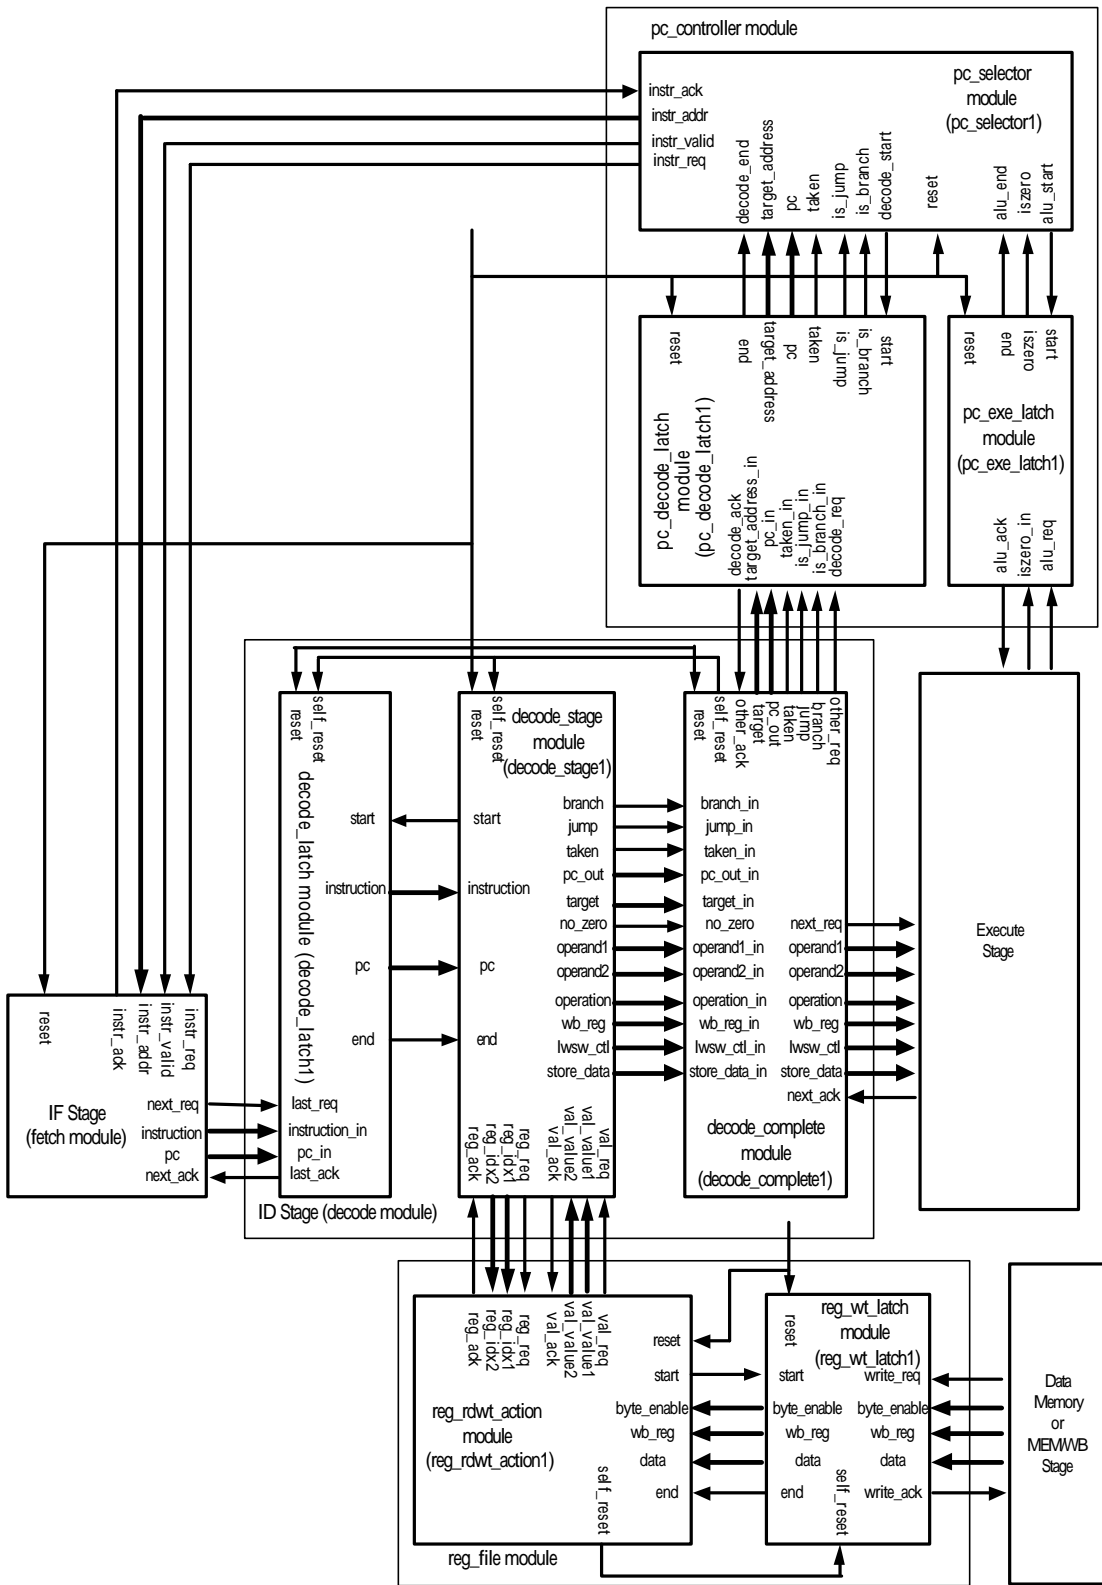 pc_controller module
pc_selector
module
(pc_selector1)
instr_ack
instr_addr
instr_valid
instr_req
decode_end
target_address
pc
taken
is_jump
is_branch
decode_start
reset
alu_end
iszero
alu_start
reset
end
target_address
pc
taken
is_jump
is_branch
start
pc_decode_latch
module
(pc_decode_latch1)
decode_ack
target_address_in
pc_in
taken_in
is_jump_in
is_branch_in
decode_req
reset
end
iszero
start
pc_exe_latch
module
(pc_exe_latch1)
alu_ack
iszero_in
alu_req
reset
self_reset
decode_latch module (decode_latch1)
start
instruction
pc
end
last_req
instruction_in
pc_in
last_ack
reset
self_reset
decode_stage
module
(decode_stage1)
start
instruction
pc
end
branch
jump
taken
pc_out
target
no_zero
operand1
operand2
operation
wb_reg
lwsw_ctl
store_data
reg_ack
reg_idx2
reg_idx1
reg_req
val_ack
val_value2
val_value1
val_req
reset
self_reset
other_ack
target
pc_out
taken
jump
branch
other_req
branch_in
jump_in
taken_in
pc_out_in
target_in
no_zero
operand1_in
operand2_in
operation_in
wb_reg_in
lwsw_ctl_in
store_data_in
next_req
operand1
operand2
operation
wb_reg
lwsw_ctl
store_data
next_ack
decode_complete
module
(decode_complete1)
Execute
Stage
reset
instr_ack
instr_addr
instr_valid
instr_req
IF Stage
(fetch module)
next_req
instruction
pc
next_ack
ID Stage (decode module)
reg_ack
reg_idx2
reg_idx1
reg_req
val_ack
val_value2
val_value1
val_req
reset
start
byte_enable
wb_reg
data
end
self_reset
reg_rdwt_action
module
(reg_rdwt_action1)
reset
reg_wt_latch
module
(reg_wt_latch1)
start
byte_enable
wb_reg
data
end
self_reset
write_req
byte_enable
wb_reg
data
write_ack
Data
Memory
or
MEM/WB
Stage
reg_file module